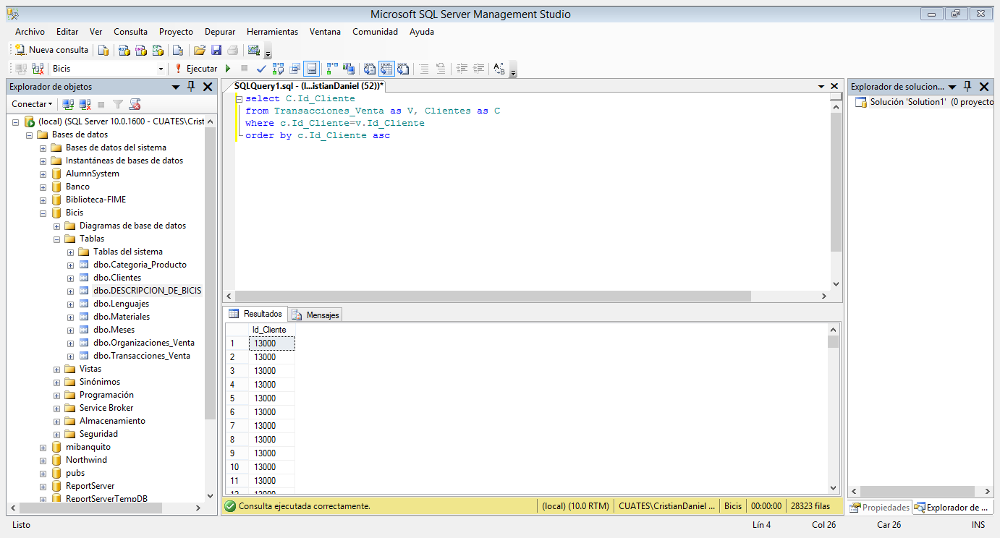 Microsoft SQL Server Management Studio
Archivo Editar Ver Consulta Proyecto Depurar Herramientas Ventana Comunidad Ayuda
Nueva consulta
Bicis Ejecutar
Explorador de objetos
Conectar
(local) (SQL Server 10.0.1600 - CUATES\Crist
Bases de datos
Bases de datos del sistema
Instantáneas de bases de datos
AlumnSystem
Banco
Biblioteca-FIME
Bicis
Diagramas de base de datos
Tablas
Tablas del sistema
dbo.Categoria_Producto
dbo.Clientes
dbo.DESCRIPCION_DE_BICIS
dbo.Lenguajes
dbo.Materiales
dbo.Meses
dbo.Organizaciones_Venta
dbo.Transacciones_Venta
Vistas
Sinónimos
Programación
Service Broker
Almacenamiento
Seguridad
mibanquito
Northwind
pubs
ReportServer
ReportServerTempDB
SQLQuery1.sql - (l...istianDaniel (52))*
select C.Id_Cliente
from Transacciones_Venta as V, Clientes as C
where c.Id_Cliente=v.Id_Cliente
order by c.Id_Cliente asc
Resultados Mensajes
Id_Cliente
1 13000
2 13000
3 13000
4 13000
5 13000
6 13000
7 13000
8 13000
9 13000
10 13000
11 13000
12 13000
Consulta ejecutada correctamente. (local) (10.0 RTM) CUATES\CristianDaniel ... Bicis 00:00:00 28323 filas
Explorador de solucion...
Solución 'Solution1' (0 proyecto
Propiedades Explorador de ...
Listo Lín 4 Col 26 Car 26 INS